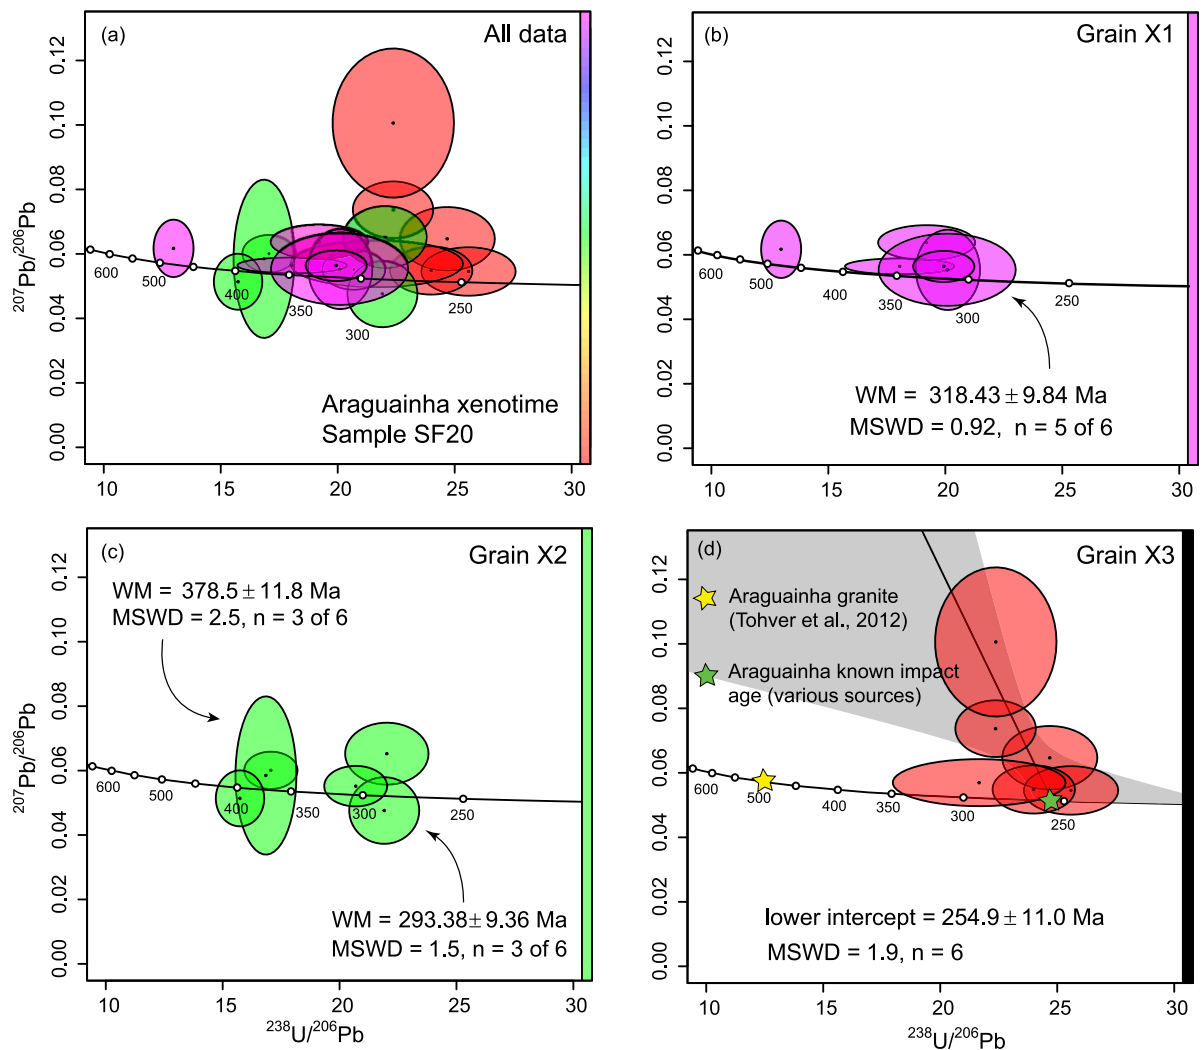 (a)
All data
0.12
0.10
0.08
0.06
0.04
0.02
0.00
²⁰⁷Pb/²⁰⁶Pb
600
500
400
350
300
250
Araguainha xenotime
Sample SF20
10
15
20
25
30
(b)
Grain X1
0.12
0.10
0.08
0.06
0.04
0.02
0.00
600
500
400
350
300
250
WM = 318.43 ± 9.84 Ma
MSWD = 0.92, n = 5 of 6
10
15
20
25
30
(c)
Grain X2
0.12
0.10
0.08
0.06
0.04
0.02
0.00
²⁰⁷Pb/²⁰⁶Pb
WM = 378.5 ± 11.8 Ma
MSWD = 2.5, n = 3 of 6
600
500
400
350
300
250
WM = 293.38 ± 9.36 Ma
MSWD = 1.5, n = 3 of 6
10
15
20
25
30
²³⁸U/²⁰⁶Pb
(d)
Grain X3
0.12
0.10
0.08
0.06
0.04
0.02
0.00
Araguainha granite
(Tohver et al., 2012)
Araguainha known impact
age (various sources)
600
500
400
350
300
250
lower intercept = 254.9 ± 11.0 Ma
MSWD = 1.9, n = 6
10
15
20
25
30
²³⁸U/²⁰⁶Pb